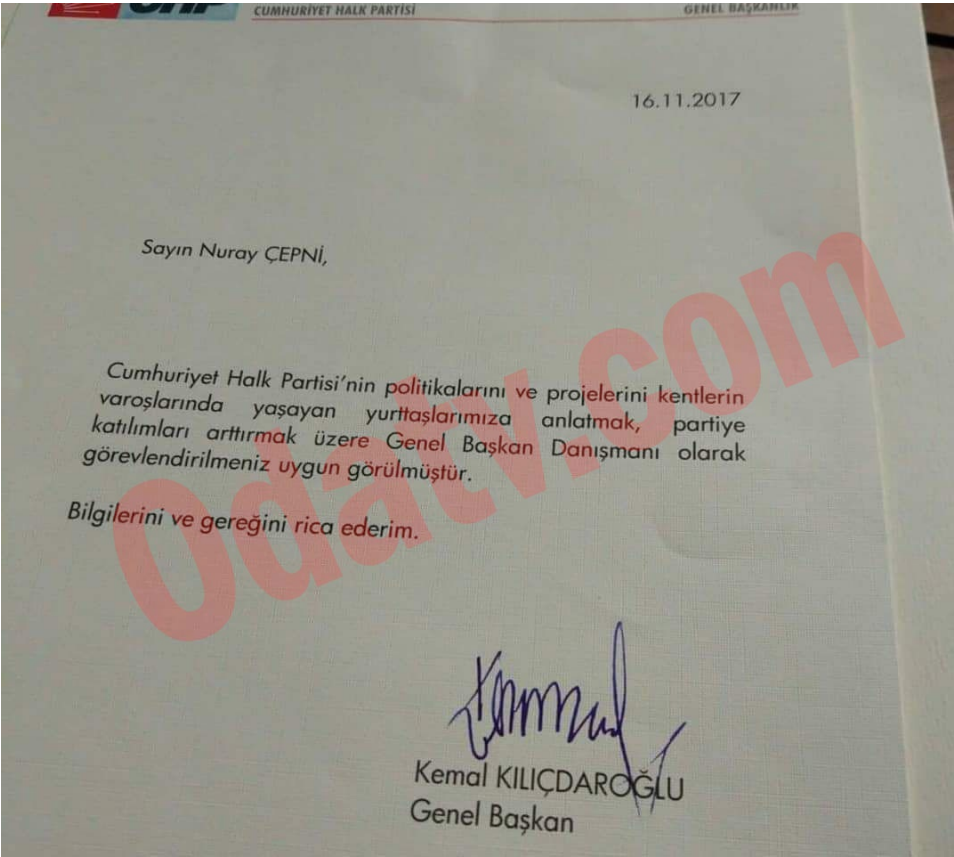 CHP
CUMHURİYET HALK PARTİSİ
GENEL BAŞKANLIK
16.11.2017
Sayın Nuray ÇEPNİ,
Cumhuriyet Halk Partisi’nin politikalarını ve projelerini kentlerin
varoşlarında yaşayan yurttaşlarımıza anlatmak, partiye
katılımları arttırmak üzere Genel Başkan Danışmanı olarak
görevlendirilmeniz uygun görülmüştür.
Bilgilerini ve gereğini rica ederim.
Odatv.com
Kemal KILIÇDAROĞLU
Genel Başkan